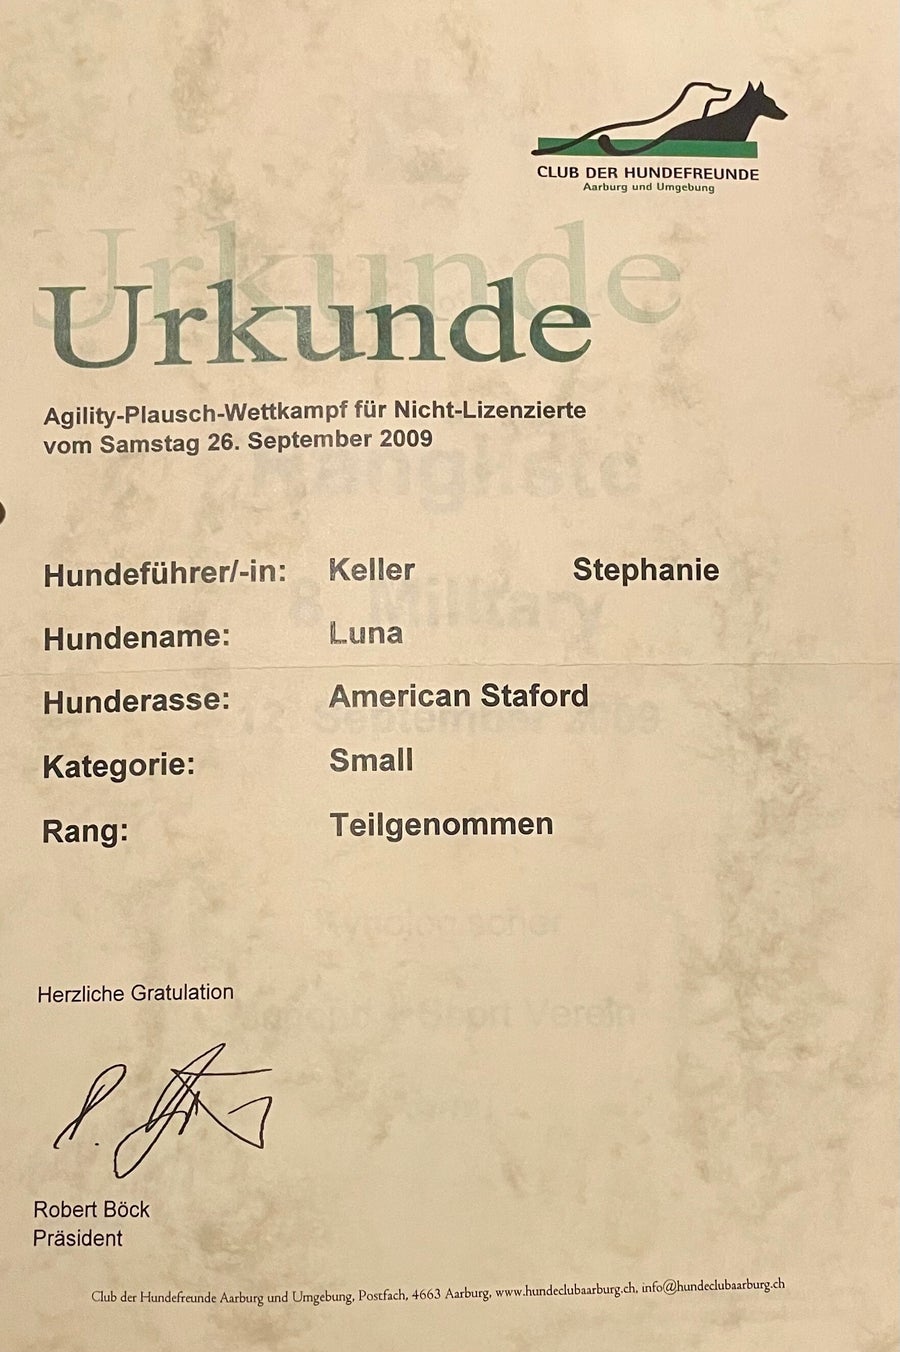 CLUB DER HUNDEFREUNDE
Aarburg und Umgebung
Urkunde
Urkunde
Agility-Plausch-Wettkampf für Nicht-Lizenzierte
vom Samstag 26. September 2009
Hundeführer/-in: Keller Stephanie
Hundename: Luna
Hunderasse: American Staford
Kategorie: Small
Rang: Teilgenommen
Herzliche Gratulation
Robert Böck
Präsident
Club der Hundefreunde Aarburg und Umgebung, Postfach, 4663 Aarburg, www.hundeclubaarburg.ch, info@hundeclubaarburg.ch